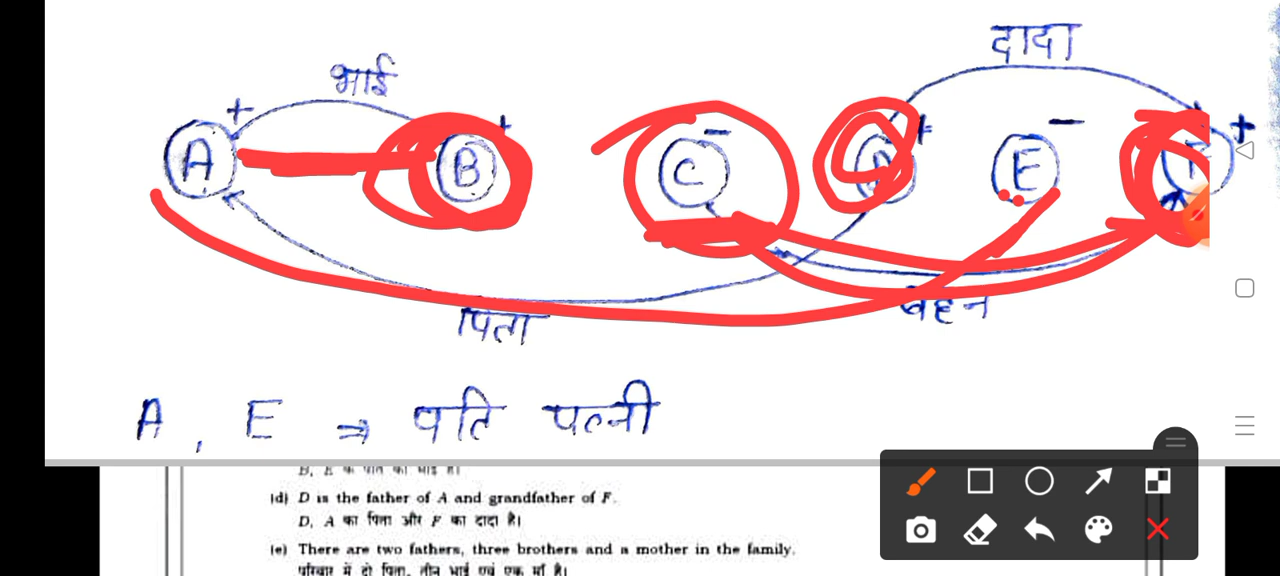 दादा
भाई
+ + - + - +
A B C D E F
पिता
बहन
A , E ⇒ पति पत्नी
B, E के पति का भाई है।
(d) D is the father of A and grandfather of F.
D, A का पिता और F का दादा है।
(e) There are two fathers, three brothers and a mother in the family.
परिवार में दो पिता, तीन भाई एवं एक माँ है।